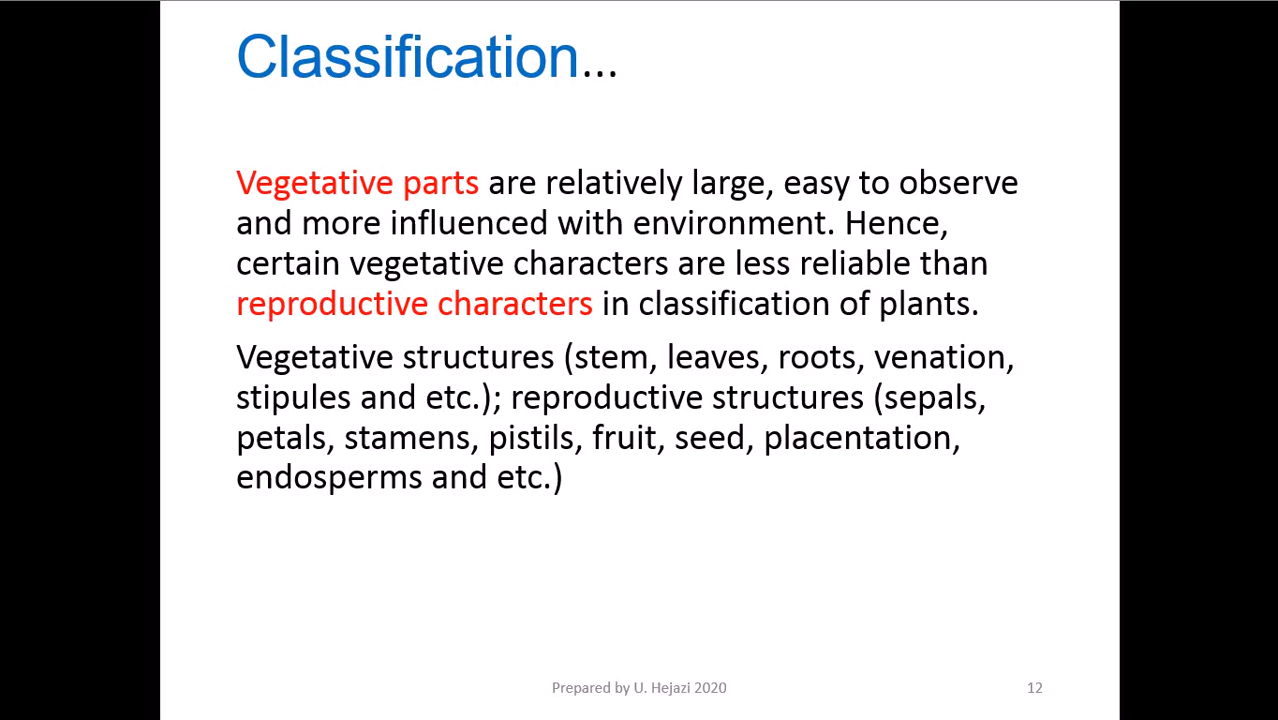 Classification...
Vegetative parts are relatively large, easy to observe
and more influenced with environment. Hence,
certain vegetative characters are less reliable than
reproductive characters in classification of plants.
Vegetative structures (stem, leaves, roots, venation,
stipules and etc.); reproductive structures (sepals,
petals, stamens, pistils, fruit, seed, placentation,
endosperms and etc.)
Prepared by U. Hejazi 2020
12